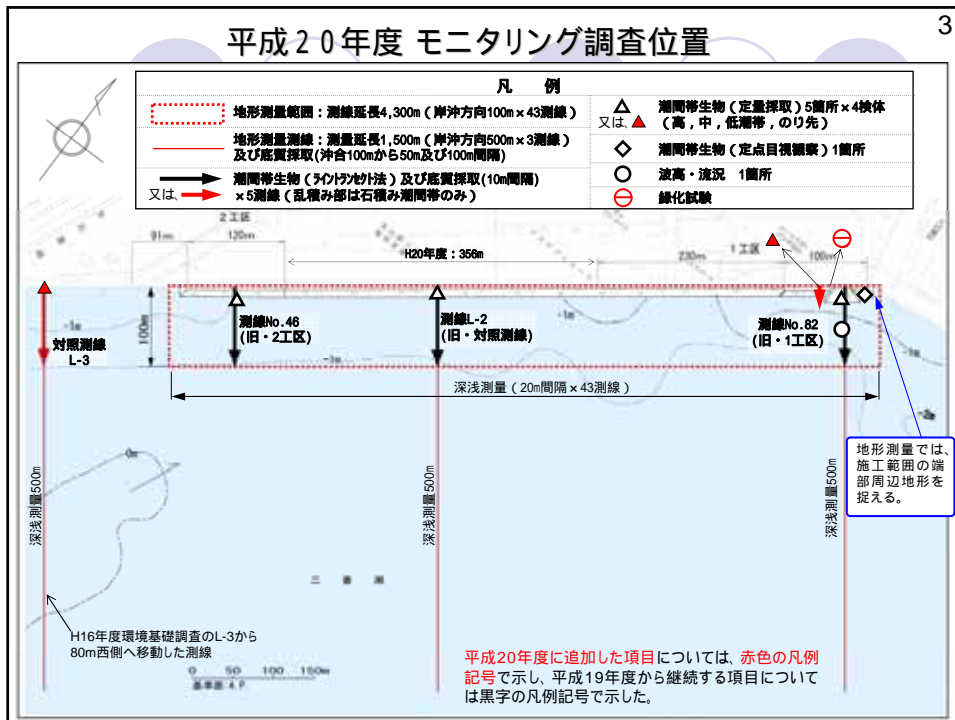 平成20年度 モニタリング調査位置
3
凡 例
地形測量範囲：測線延長4,300m（岸沖方向100m×43測線）
地形測量測線：測量延長1,500m（岸沖方向500m×3測線）
及び底質採取(沖合100mから50m及び100m間隔)
潮間帯生物（ﾗｲﾝﾄﾗﾝｾｸﾄ法）及び底質採取(10m間隔)
又は、
×5測線（乱積み部は石積み潮間帯のみ）
潮間帯生物（定量採取）5箇所×4検体
又は、
（高，中，低潮帯，のり先）
潮間帯生物（定点目視観察）1箇所
波高・流況 1箇所
緑化試験
2工区
91m
120m
H20年度：356m
230m
1工区
100m
100m
-1m
対照測線
L-3
測線No.46
(旧・2工区)
測線L-2
(旧・対照測線)
測線No.82
(旧・1工区)
-1m
-1m
-1m
-2m
深浅測量（20m間隔×43測線）
地形測量では、
施工範囲の端
部周辺地形を
捉える。
0m
深浅測量500m
深浅測量500m
深浅測量500m
三 番 瀬
H16年度環境基礎調査のL-3から
80m西側へ移動した測線
0 50 100 150m
基準面:A.P.
平成20年度に追加した項目については、赤色の凡例
記号で示し、平成19年度から継続する項目について
は黒字の凡例記号で示した。